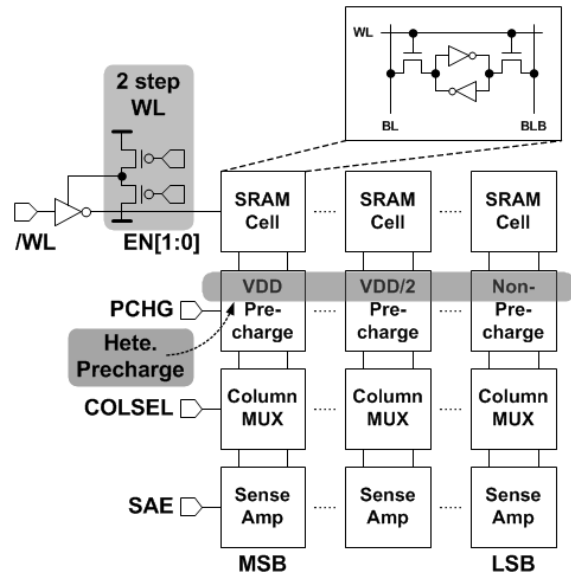 WL
BL BLB
2 step
WL
/WL EN[1:0]
SRAM SRAM SRAM
Cell Cell Cell
VDD VDD/2 Non-
PCHG Pre- Pre- Pre-
charge charge charge
Hete.
Precharge
COLSEL Column Column Column
MUX MUX MUX
SAE Sense Sense Sense
Amp Amp Amp
MSB LSB